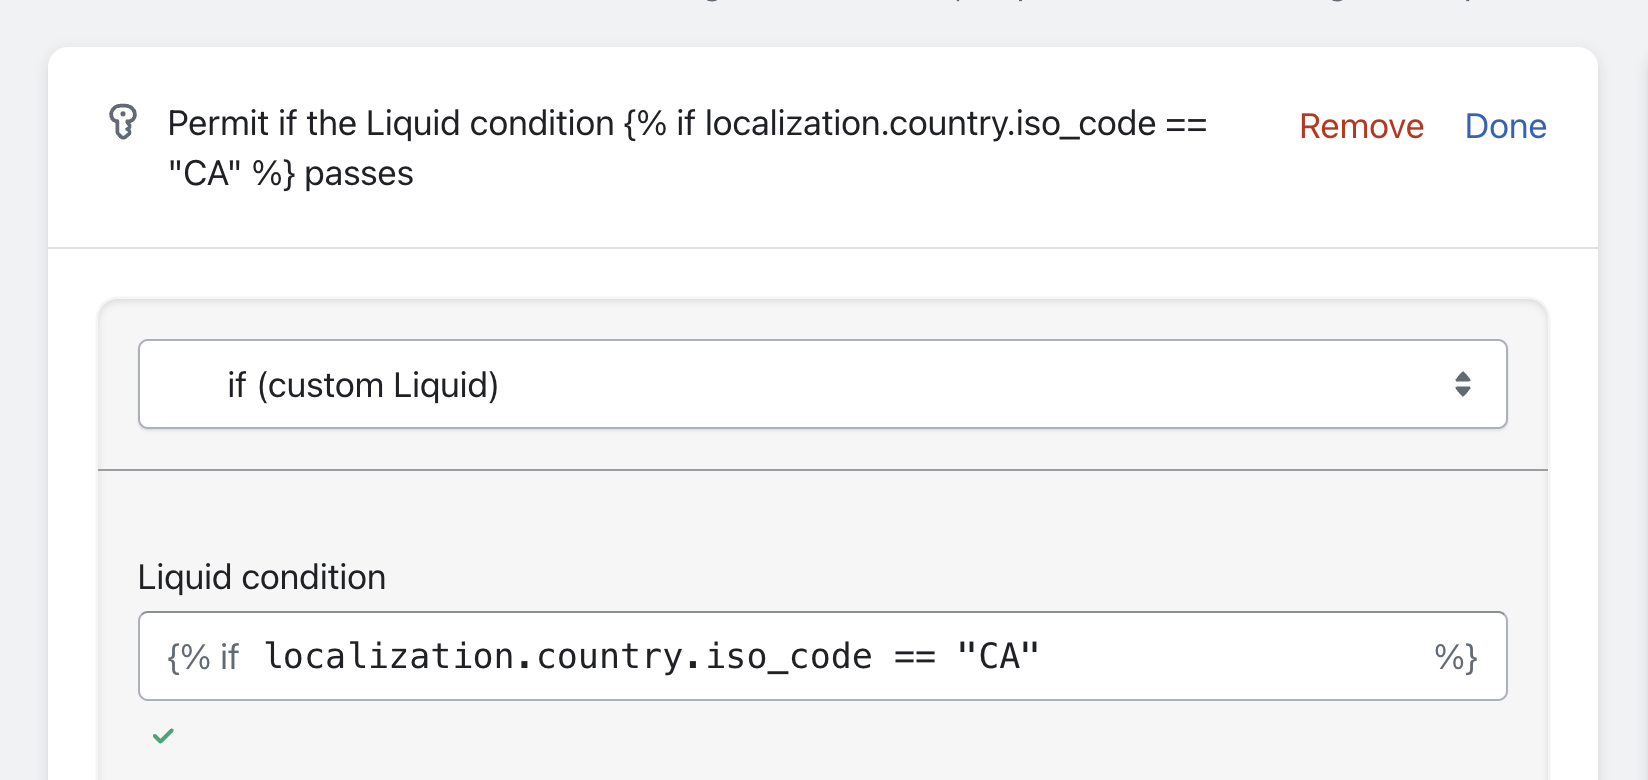 Permit if the Liquid condition {% if localization.country.iso_code ==
"CA" %} passes
Remove
Done
if (custom Liquid)
Liquid condition
{% if localization.country.iso_code == "CA" %}